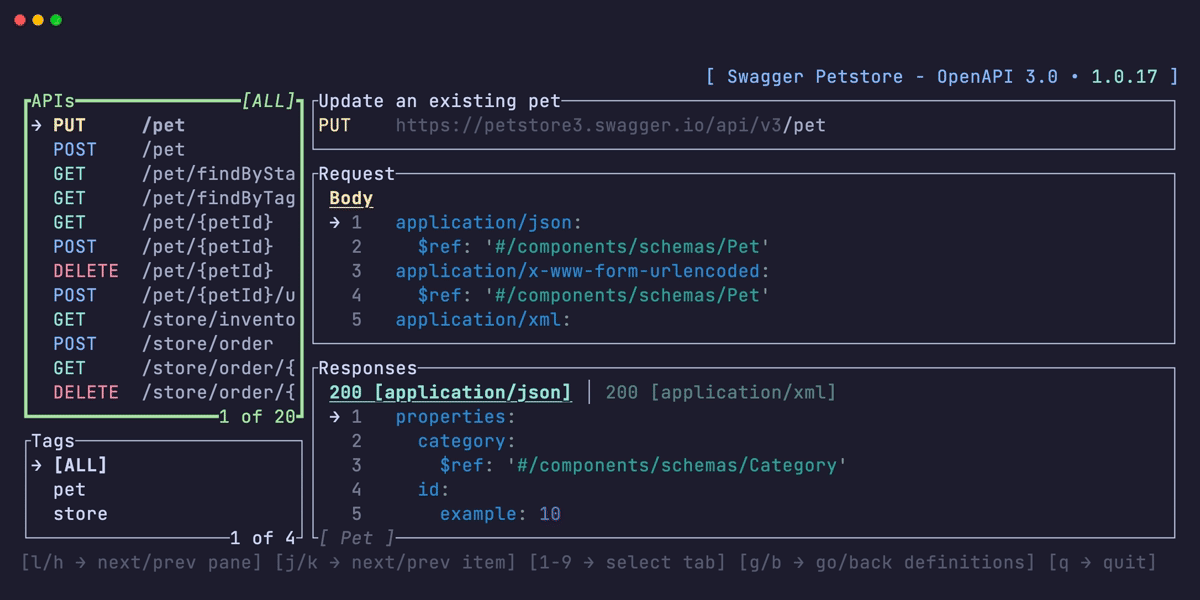 [ Swagger Petstore - OpenAPI 3.0 • 1.0.17 ]
APIs [ALL]
→ PUT /pet
POST /pet
GET /pet/findBySta
GET /pet/findByTag
GET /pet/{petId}
POST /pet/{petId}
DELETE /pet/{petId}
POST /pet/{petId}/u
GET /store/invento
POST /store/order
GET /store/order/{
DELETE /store/order/{
1 of 20
Tags
→ [ALL]
pet
store
1 of 4
Update an existing pet
PUT https://petstore3.swagger.io/api/v3/pet
Request
Body
→ 1 application/json:
2 $ref: '#/components/schemas/Pet'
3 application/x-www-form-urlencoded:
4 $ref: '#/components/schemas/Pet'
5 application/xml:
Responses
200 [application/json] │ 200 [application/xml]
→ 1 properties:
2 category:
3 $ref: '#/components/schemas/Category'
4 id:
5 example: 10
[ Pet ]
[l/h → next/prev pane] [j/k → next/prev item] [1-9 → select tab] [g/b → go/back definitions] [q → quit]